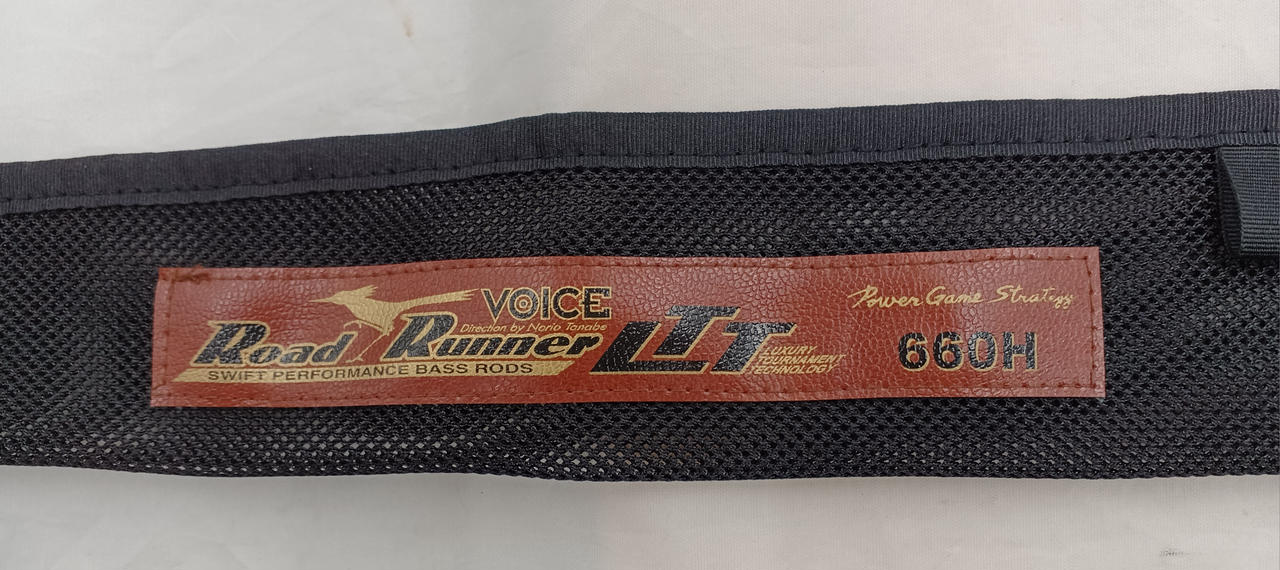 VOICE
Direction by Norio Tanabe
Road Runner LTT
SWIFT PERFORMANCE BASS RODS
LUXURY
TOURNAMENT
TECHNOLOGY
Power Game Strategy
660H